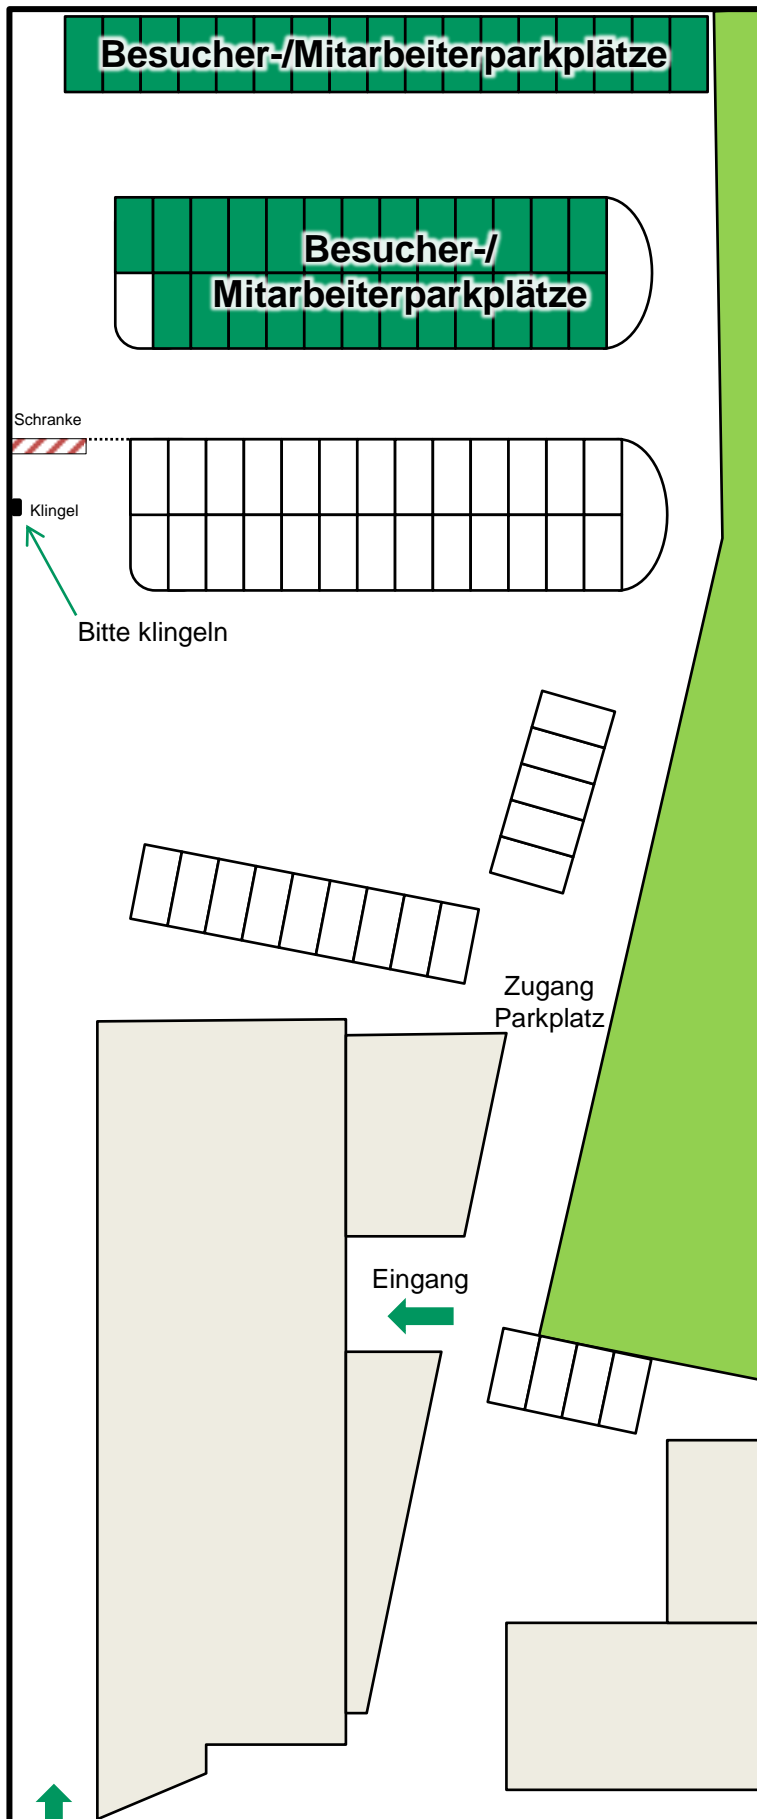 Besucher-/Mitarbeiterparkplätze
Besucher-/
Mitarbeiterparkplätze
Schranke
Klingel
Bitte klingeln
Zugang
Parkplatz
Eingang